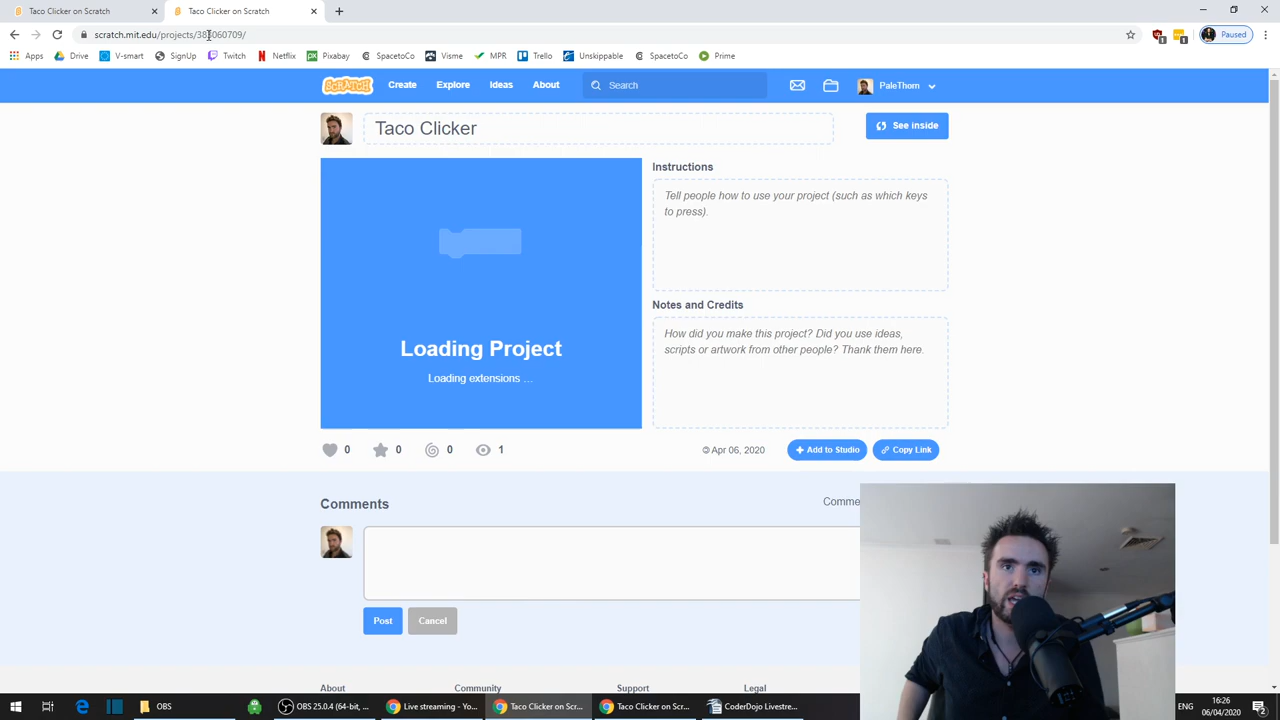 Taco Clicker on Scratch
Taco Clicker on Scratch
scratch.mit.edu/projects/38 060709/
Paused
Apps Drive V-smart SignUp Twitch Netflix Pixabay SpacetoCo Visme MPR Trello Unskippable SpacetoCo Prime
SCRATCH Create Explore Ideas About Search PaleThom
Taco Clicker
See inside
Instructions
Tell people how to use your project (such as which keys
to press).
Loading Project
Loading extensions ...
Notes and Credits
How did you make this project? Did you use ideas,
scripts or artwork from other people? Thank them here.
0 0 0 1
Apr 06, 2020
Add to Studio
Copy Link
Comments
Comme
Post Cancel
About Community Support Legal
OBS
OBS 25.0.4 (64-bit, ...
Live streaming - Yo...
Taco Clicker on Scr...
Taco Clicker on Scr...
CoderDojo Livestre...
ENG
16:26
06/04/2020
2